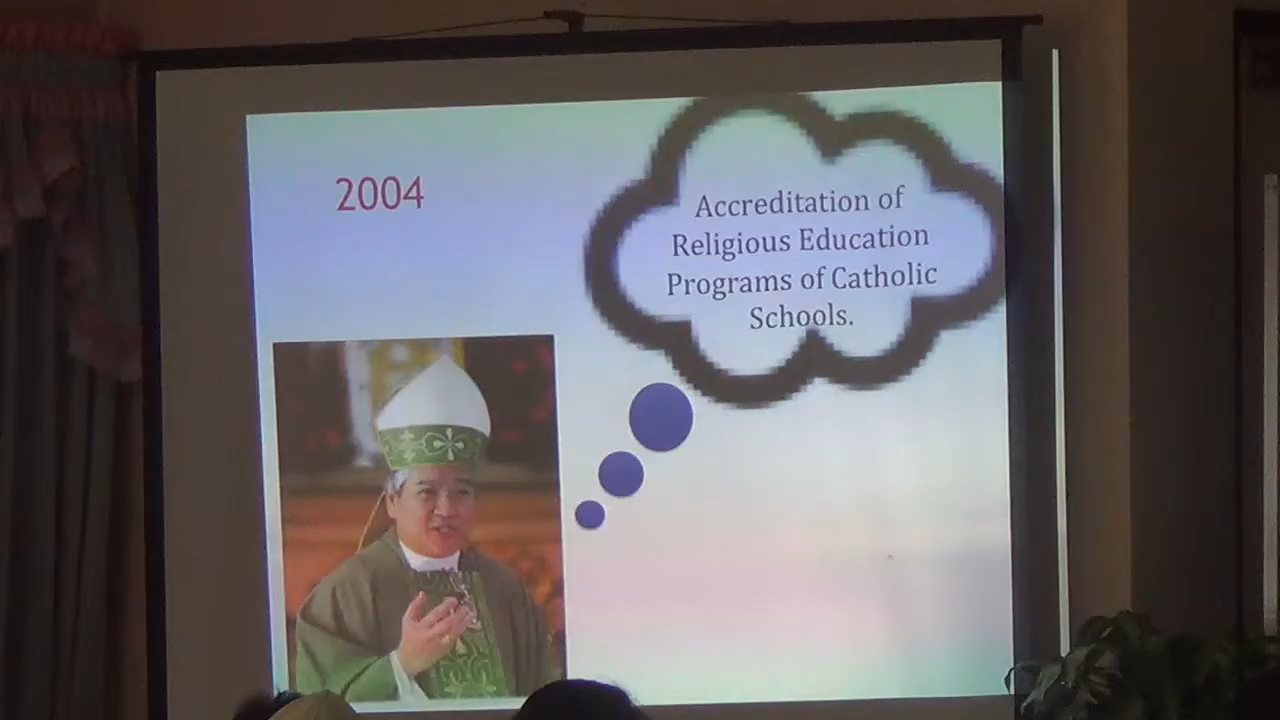 2004
Accreditation of
Religious Education
Programs of Catholic
Schools.